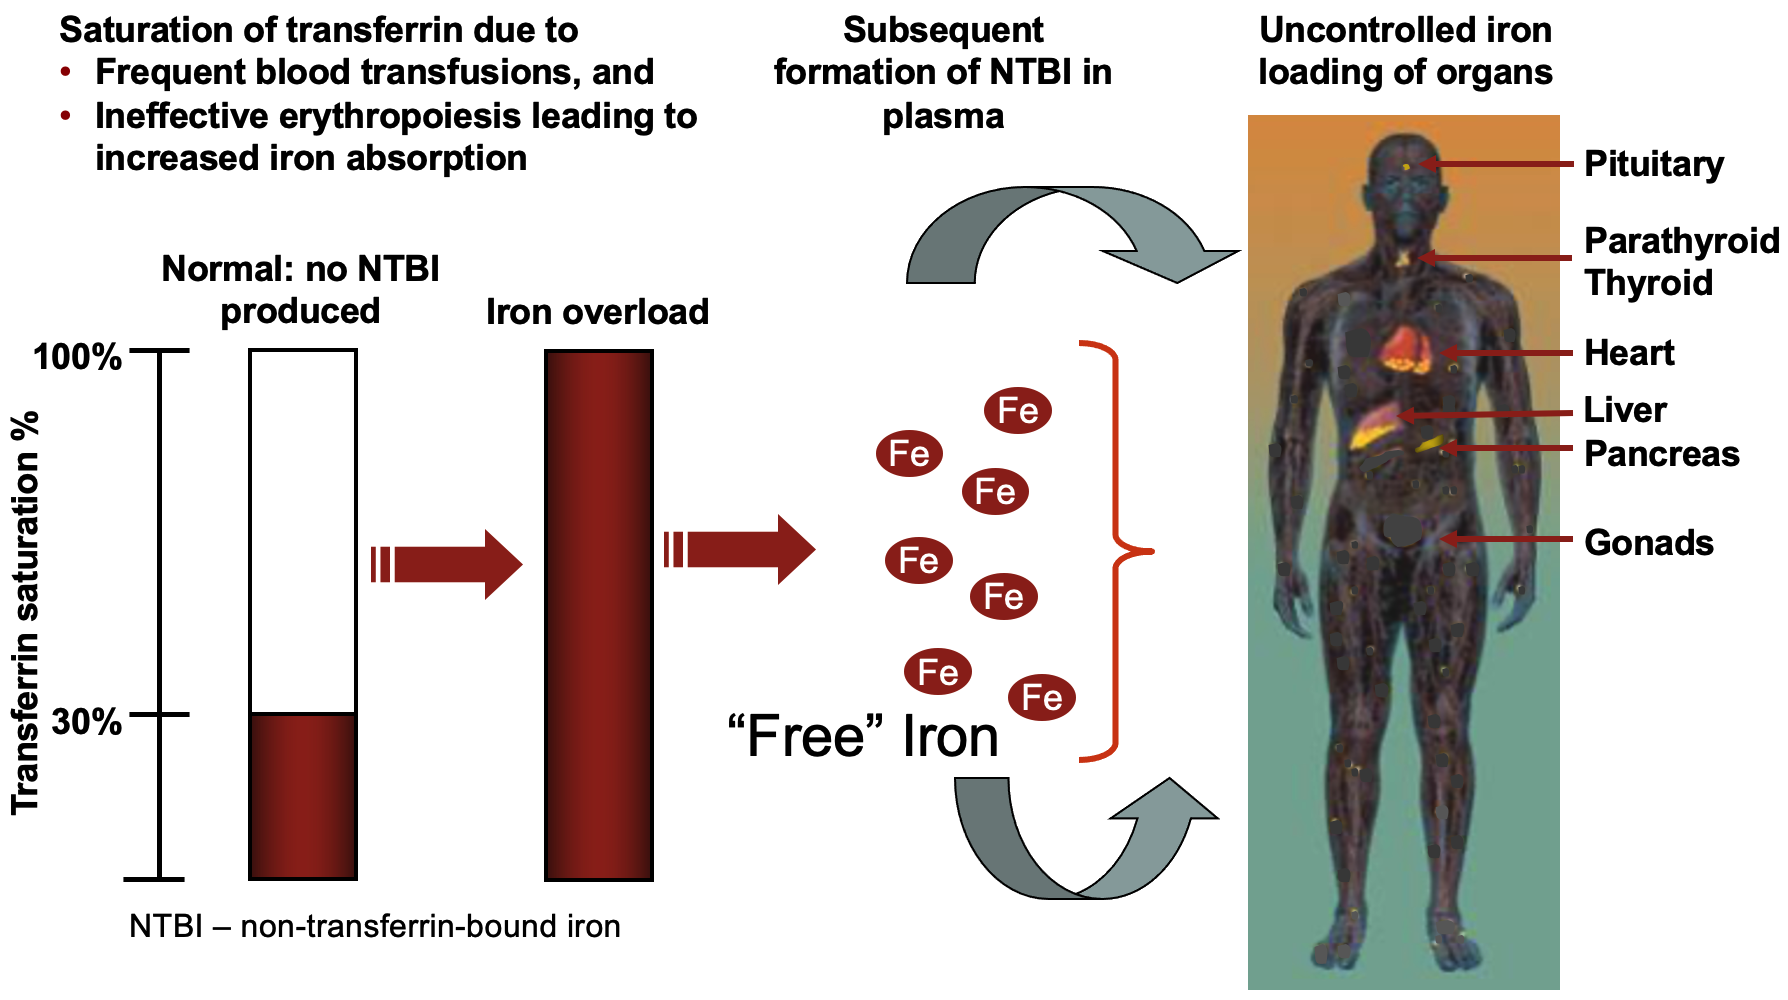 Saturation of transferrin due to
• Frequent blood transfusions, and
• Ineffective erythropoiesis leading to
increased iron absorption
Subsequent
formation of NTBI in
plasma
Uncontrolled iron
loading of organs
Normal: no NTBI
produced
Iron overload
Transferrin saturation %
100%
30%
Fe
Fe
Fe
Fe
Fe
Fe
Fe
“Free” Iron
Pituitary
Parathyroid
Thyroid
Heart
Liver
Pancreas
Gonads
NTBI – non-transferrin-bound iron